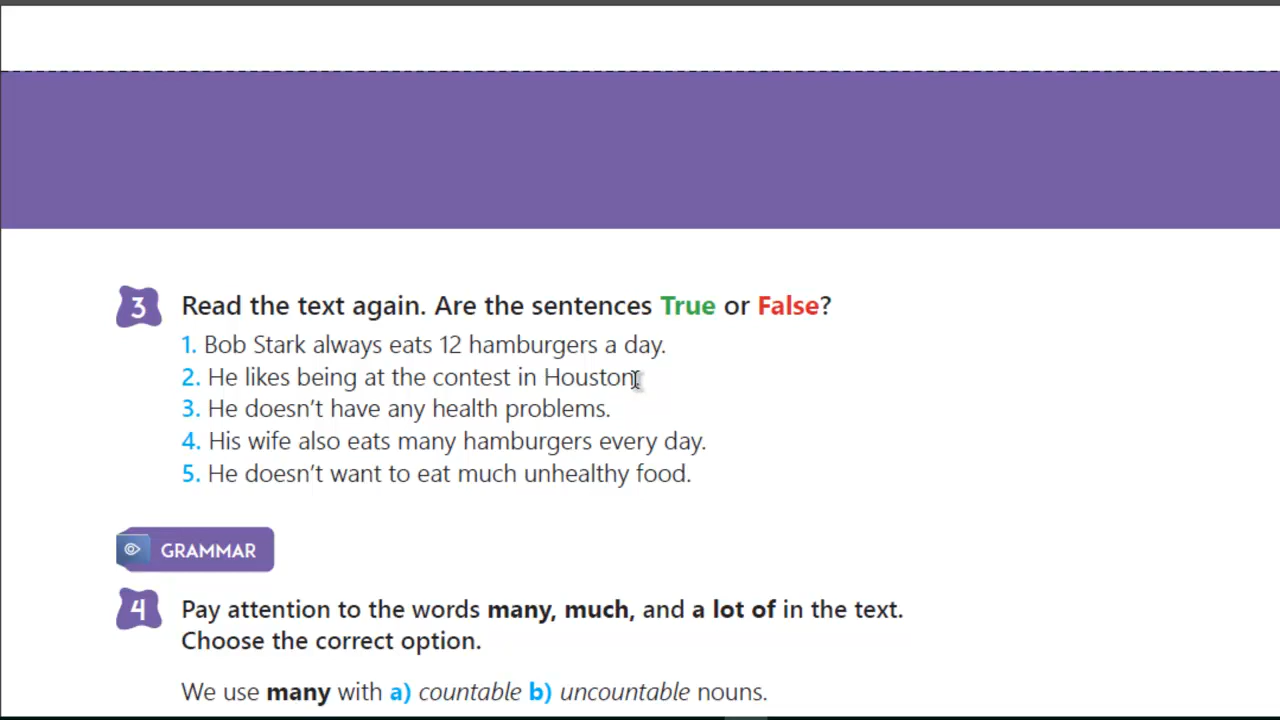 3 Read the text again. Are the sentences True or False?
1. Bob Stark always eats 12 hamburgers a day.
2. He likes being at the contest in Houston
3. He doesn't have any health problems.
4. His wife also eats many hamburgers every day.
5. He doesn't want to eat much unhealthy food.
GRAMMAR
4 Pay attention to the words many, much, and a lot of in the text.
Choose the correct option.
We use many with a) countable b) uncountable nouns.